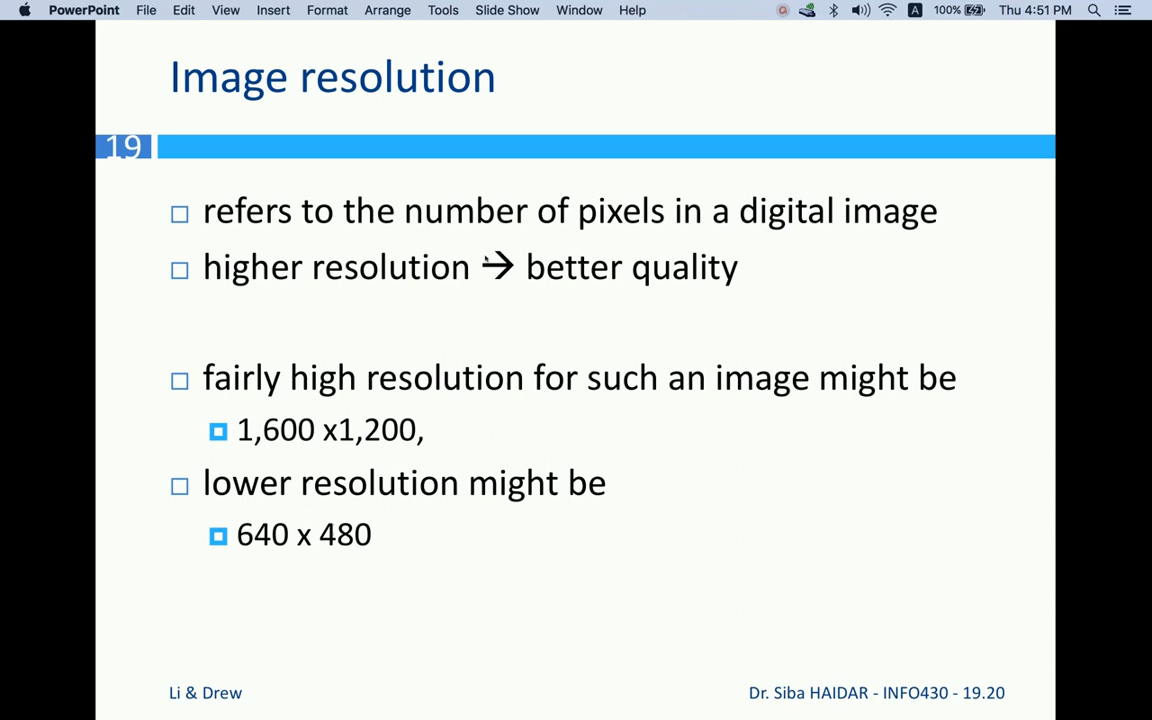 PowerPoint File Edit View Insert Format Arrange Tools Slide Show Window Help A 100% Thu 4:51 PM
Image resolution
19
refers to the number of pixels in a digital image
higher resolution → better quality
fairly high resolution for such an image might be
1,600 x1,200,
lower resolution might be
640 x 480
Li & Drew Dr. Siba HAIDAR - INFO430 - 19.20